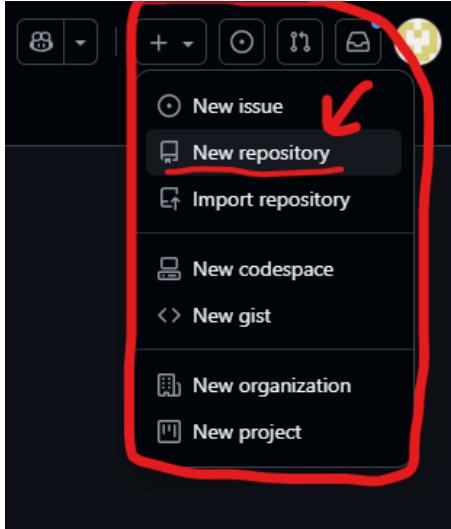 New issue
New repository
Import repository
New codespace
New gist
New organization
New project